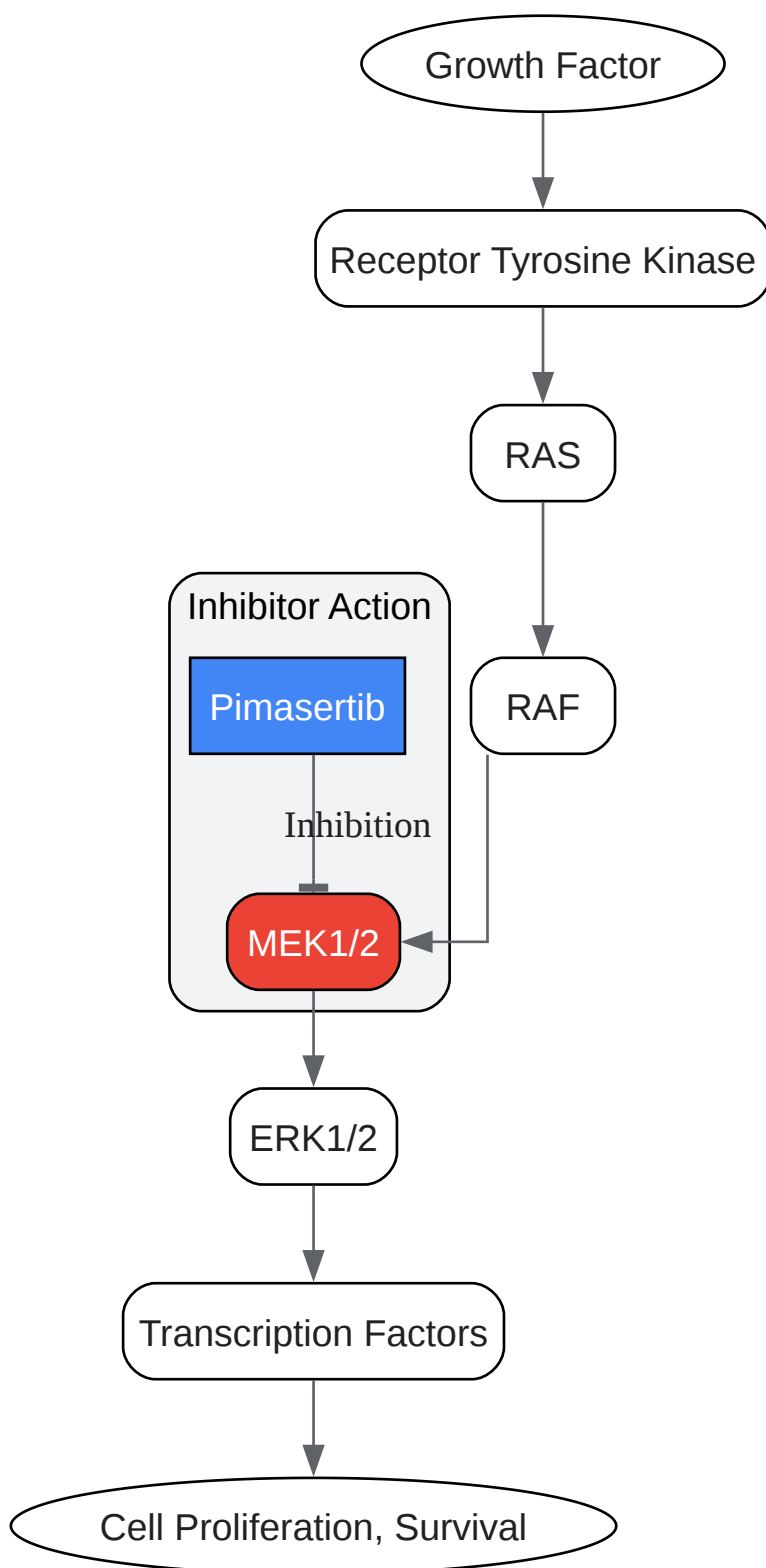 Growth Factor
Receptor Tyrosine Kinase
RAS
Inhibitor Action
Pimasertib
RAF
Inhibition
MEK1/2
ERK1/2
Transcription Factors
Cell Proliferation, Survival